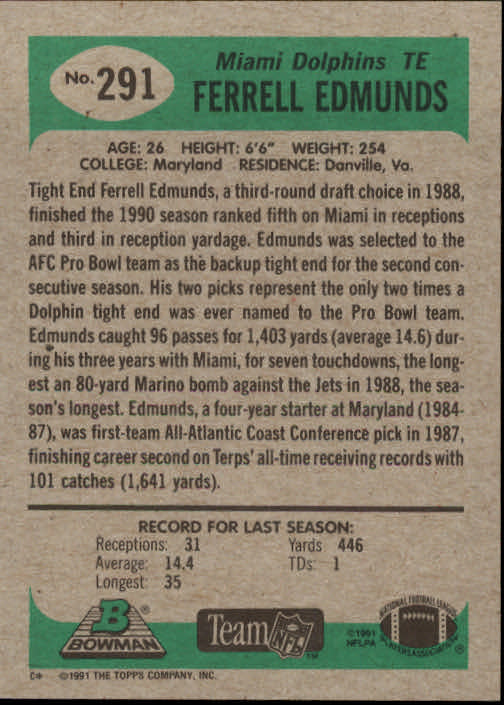 No. 291
Miami Dolphins TE
FERRELL EDMUNDS
AGE: 26 HEIGHT: 6'6" WEIGHT: 254
COLLEGE: Maryland RESIDENCE: Danville, Va.
Tight End Ferrell Edmunds, a third-round draft choice in 1988,
finished the 1990 season ranked fifth on Miami in receptions
and third in reception yardage. Edmunds was selected to the
AFC Pro Bowl team as the backup tight end for the second con-
secutive season. His two picks represent the only two times a
Dolphin tight end was ever named to the Pro Bowl team.
Edmunds caught 96 passes for 1,403 yards (average 14.6) dur-
ing his three years with Miami, for seven touchdowns, the long-
est an 80-yard Marino bomb against the Jets in 1988, the sea-
son's longest. Edmunds, a four-year starter at Maryland (1984-
87), was first-team All-Atlantic Coast Conference pick in 1987,
finishing career second on Terps' all-time receiving records with
101 catches (1,641 yards).
RECORD FOR LAST SEASON:
Receptions: 31 Yards 446
Average: 14.4 TDs: 1
Longest: 35
B
BOWMAN®
Team NFL™
©1991
NFLPA
NATIONAL FOOTBALL LEAGUE
PLAYERS ASSOCIATION ®
C* ©1991 THE TOPPS COMPANY, INC.